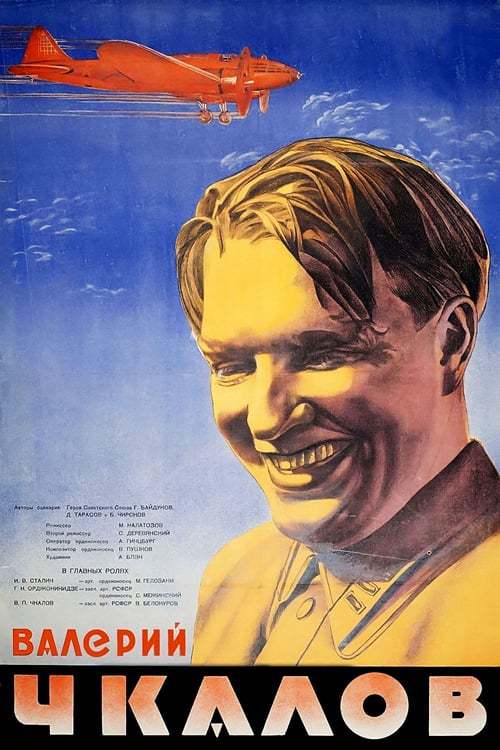 Авторы сценария Герой Советского Союза Г. БАЙДУКОВ,
Д. ТАРАСОВ и Б. ЧИРСКОВ
Режиссер М. КАЛАТОЗОВ
Второй режиссер С. ДЕРЕВЯНСКИЙ
Оператор орденоносец А. ГИНЦБУРГ
Композитор орденоносец В. ПУШКОВ
Художник А. БЛЭК
В ГЛАВНЫХ РОЛЯХ:
И. В. СТАЛИН — арт. орденоносец М. ГЕЛОВАНИ
Г. К. ОРДЖОНИКИДЗЕ — засл. арт. РСФСР
орденоносец С. МЕЖИНСКИЙ
В. П. ЧКАЛОВ — засл. арт. РСФСР В. БЕЛОКУРОВ
ВАЛЕРИЙ
ЧКАЛОВ